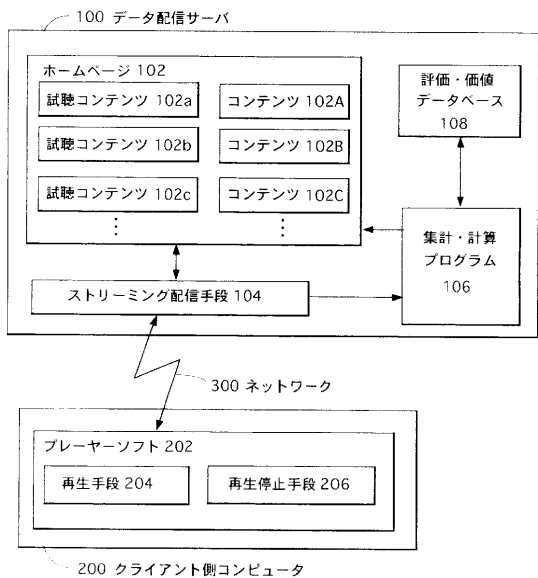 100 データ配信サーバ
ホームページ 102
試聴コンテンツ 102a
コンテンツ 102A
試聴コンテンツ 102b
コンテンツ 102B
試聴コンテンツ 102c
コンテンツ 102C
⋮
⋮
評価・価値
データベース
108
集計・計算
プログラム
106
ストリーミング配信手段 104
300 ネットワーク
プレーヤーソフト 202
再生手段 204
再生停止手段 206
200 クライアント側コンピュータ